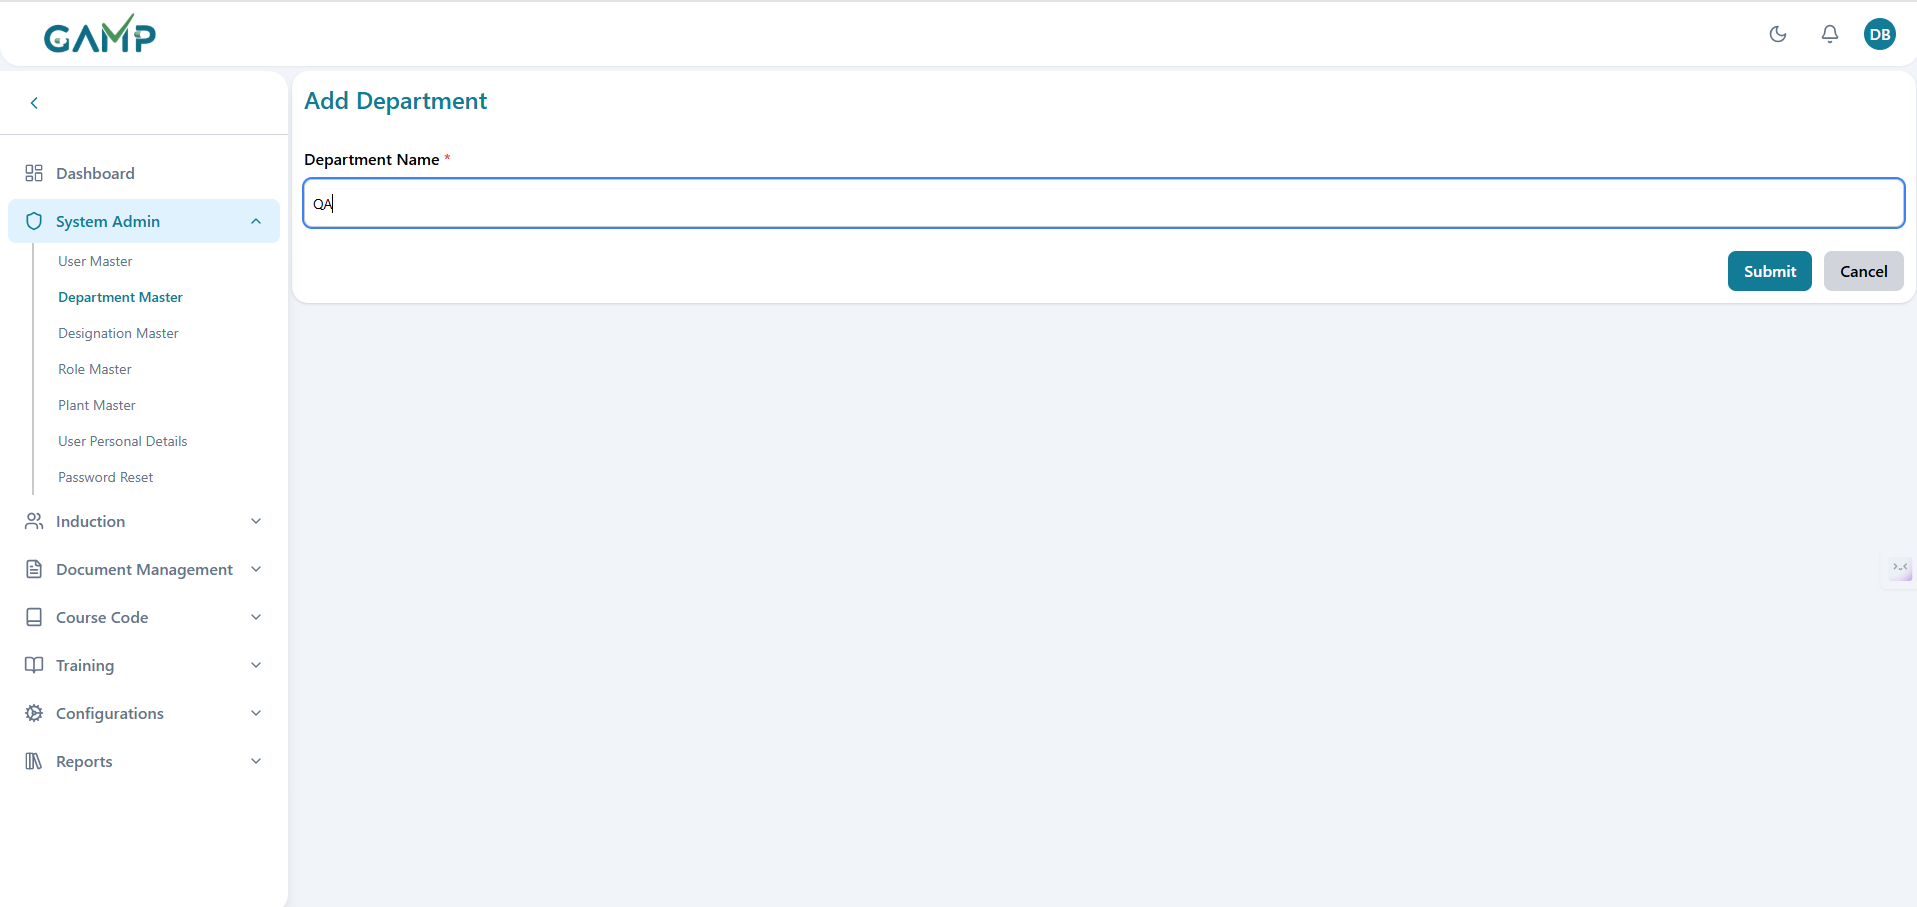 GAMP
DB
Add Department
Department Name *
QA
Submit
Cancel
Dashboard
System Admin
User Master
Department Master
Designation Master
Role Master
Plant Master
User Personal Details
Password Reset
Induction
Document Management
Course Code
Training
Configurations
Reports